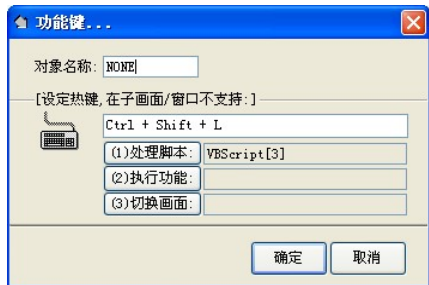 功能键...
对象名称: NONE
[设定热键, 在子画面/窗口不支持:]
Ctrl + Shift + L
(1)处理脚本: VBScript[3]
(2)执行功能:
(3)切换画面:
确定 取消